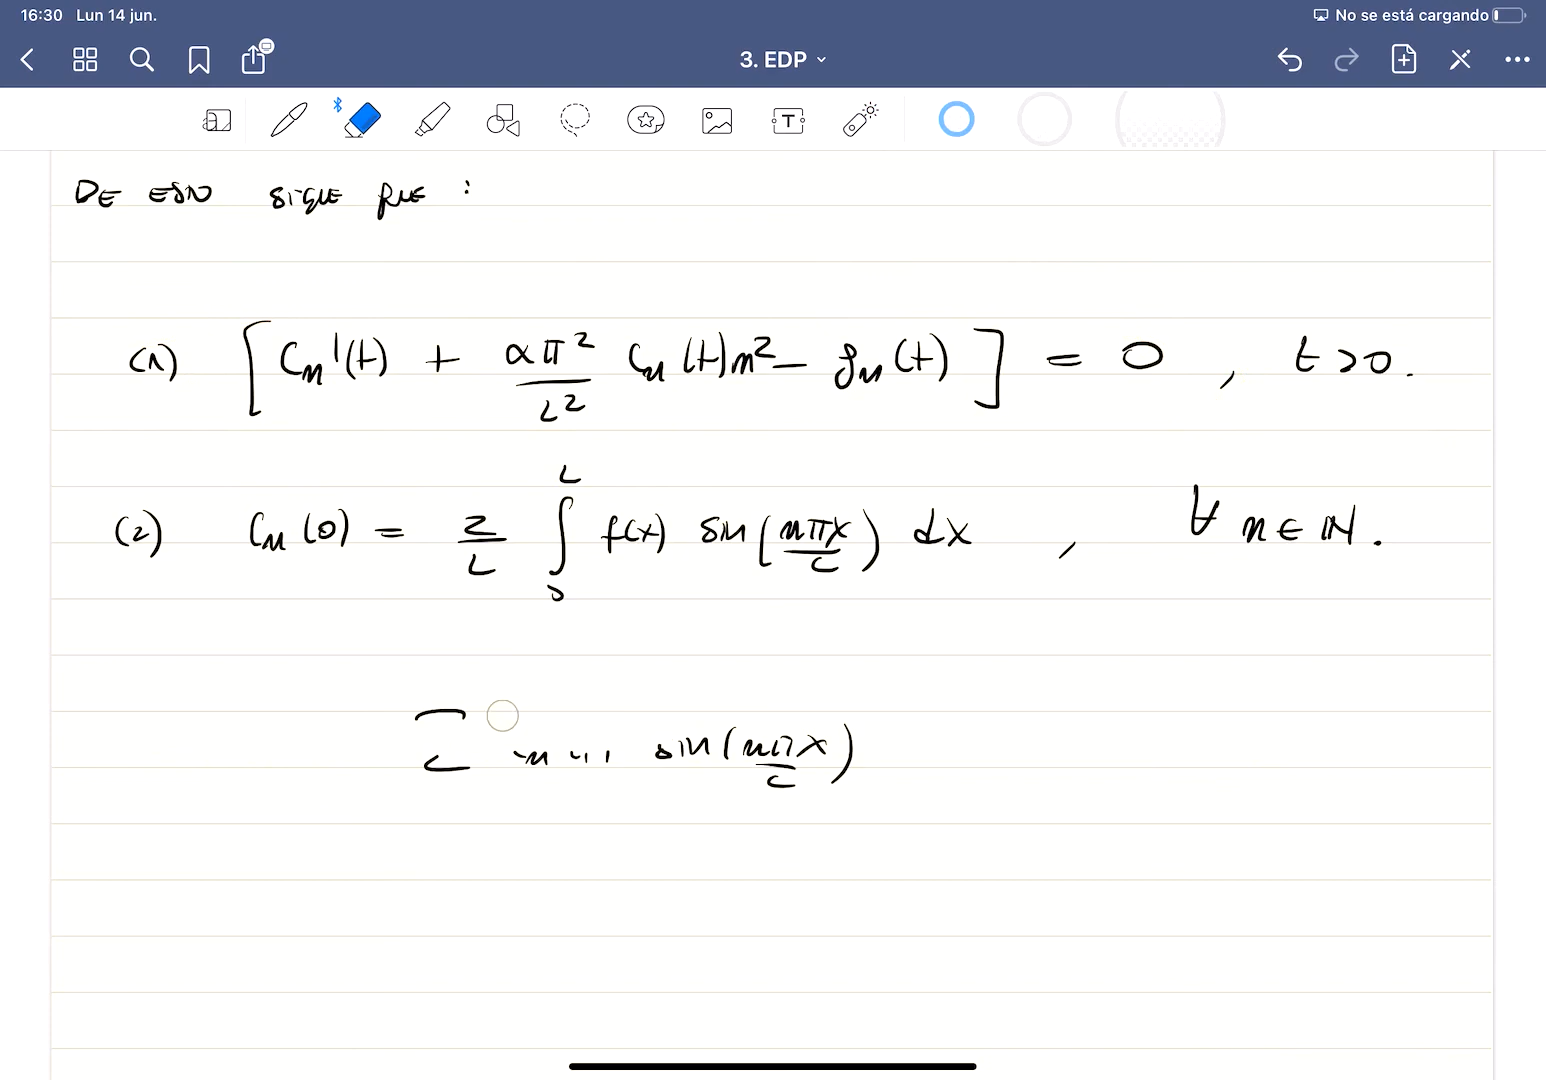 16:30 Lun 14 jun. No se está cargando
3. EDP
T
DE ESTO SIGUE QUE :
(1) [ Cn'(t) + απ²/L² Cn(t)n² - gn(t) ] = 0 , t > 0.
(2) Cn(0) = 2/L ∫₀ᴸ f(x) sin(nπx/L) dx , ∀ n ∈ ℕ.
sin(nπx/L)